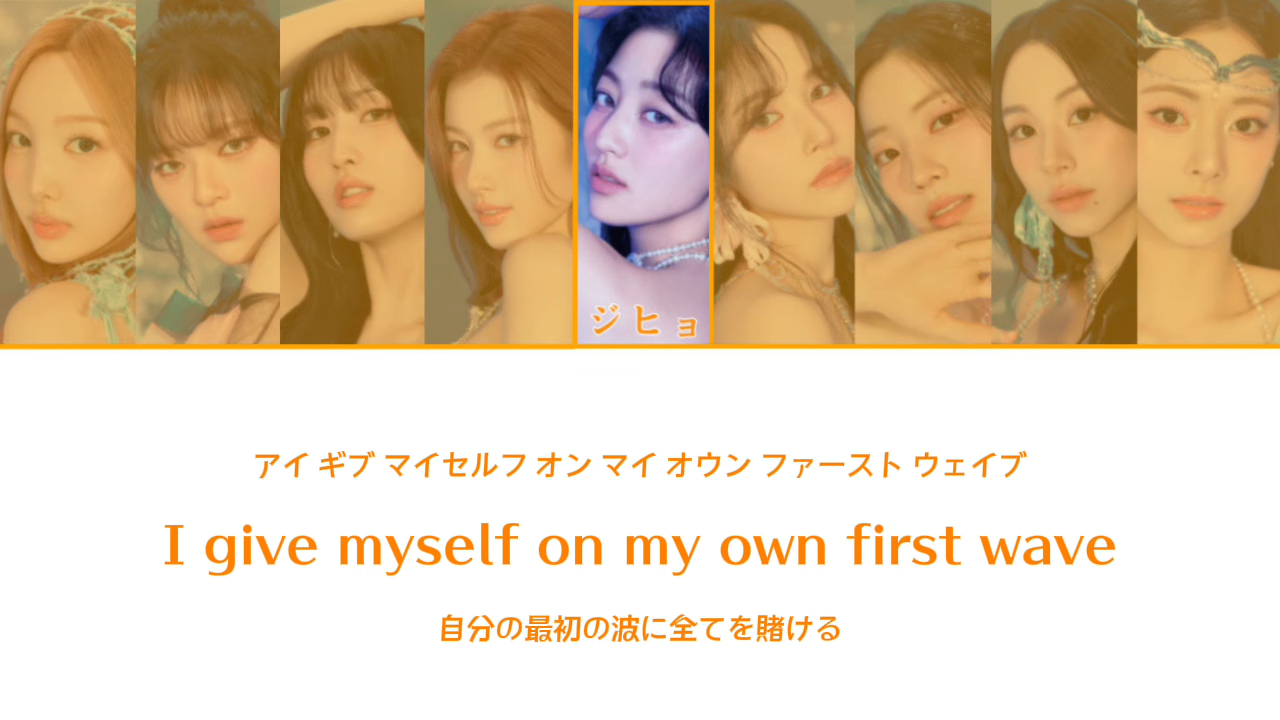 ジヒョ
アイ ギブ マイセルフ オン マイ オウン ファースト ウェイブ
I give myself on my own first wave
自分の最初の波に全てを賭ける